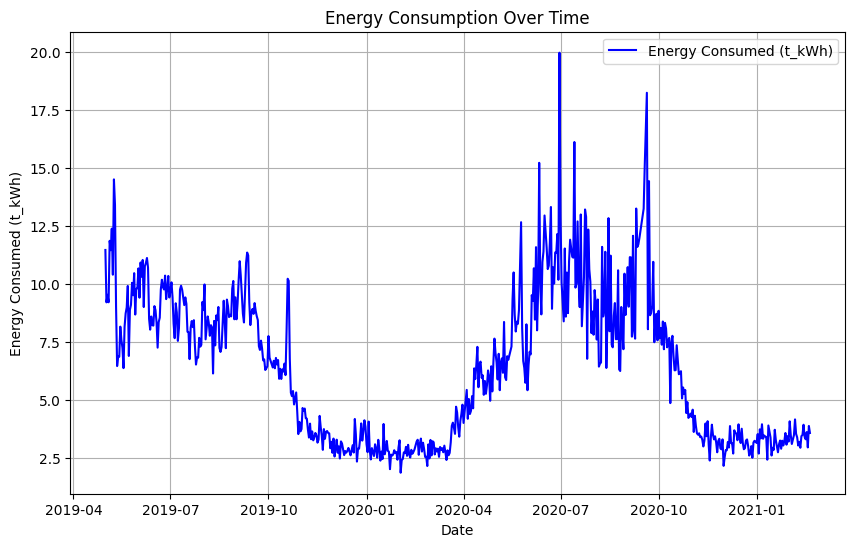 Energy Consumption Over Time
Energy Consumed (t_kWh)
20.0
17.5
15.0
12.5
10.0
7.5
5.0
2.5
Energy Consumed (t_kWh)
2019-04 2019-07 2019-10 2020-01 2020-04 2020-07 2020-10 2021-01
Date